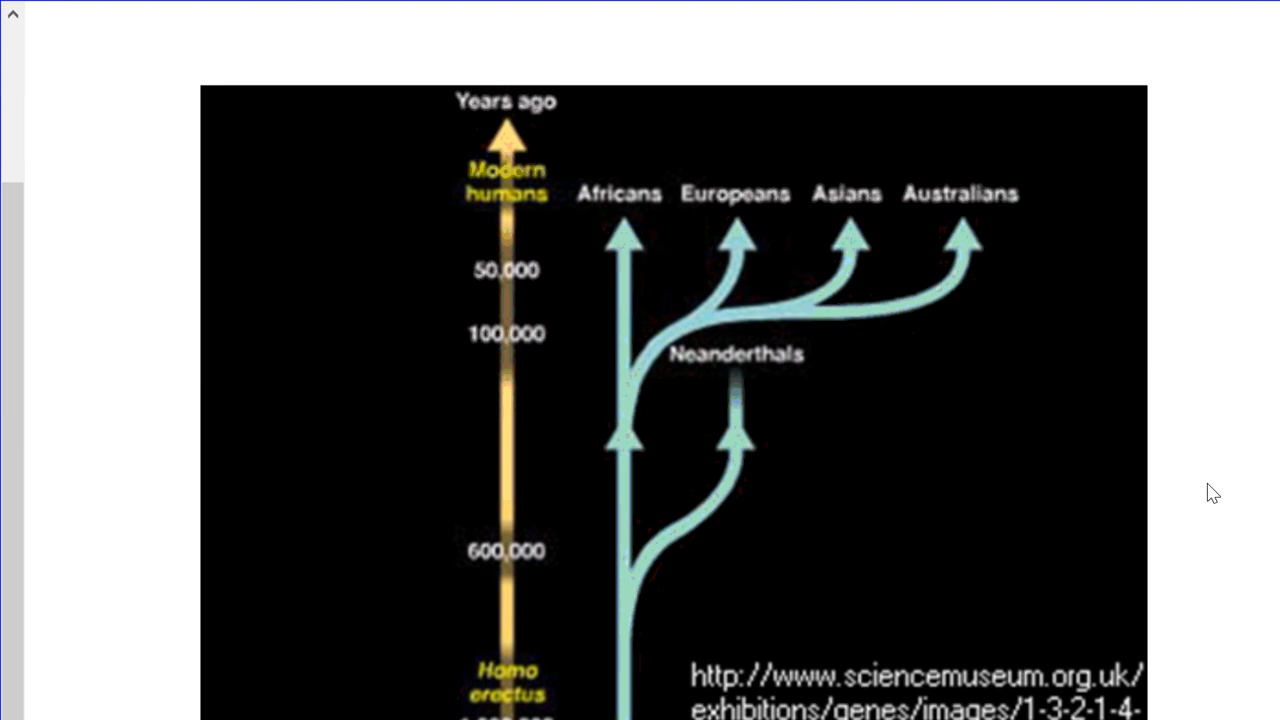 Years ago
Modern
humans
Africans Europeans Asians Australians
50,000
100,000
Neanderthals
600,000
Homo
erectus
http://www.sciencemuseum.org.uk/
exhibitions/genes/images/1-3-2-1-4-